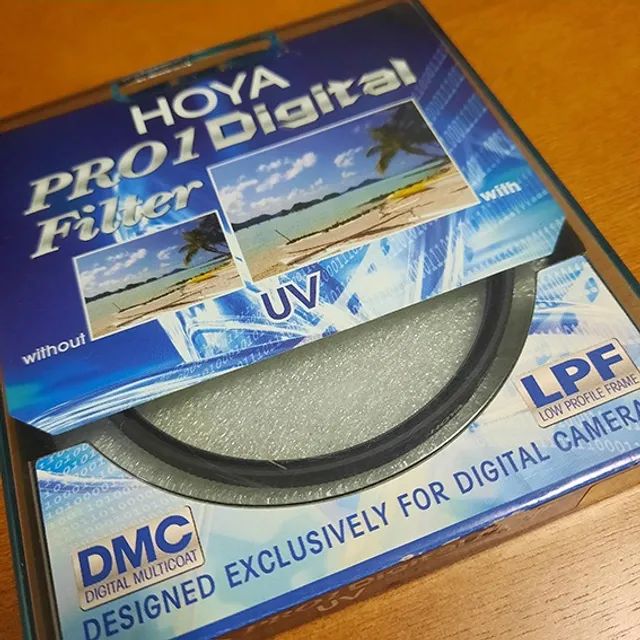 HOYA
PRO1 Digital
Filter
without
with
UV
LPF
LOW PROFILE FRAME
DMC
DIGITAL MULTICOAT
DESIGNED EXCLUSIVELY FOR DIGITAL CAMERA
UV